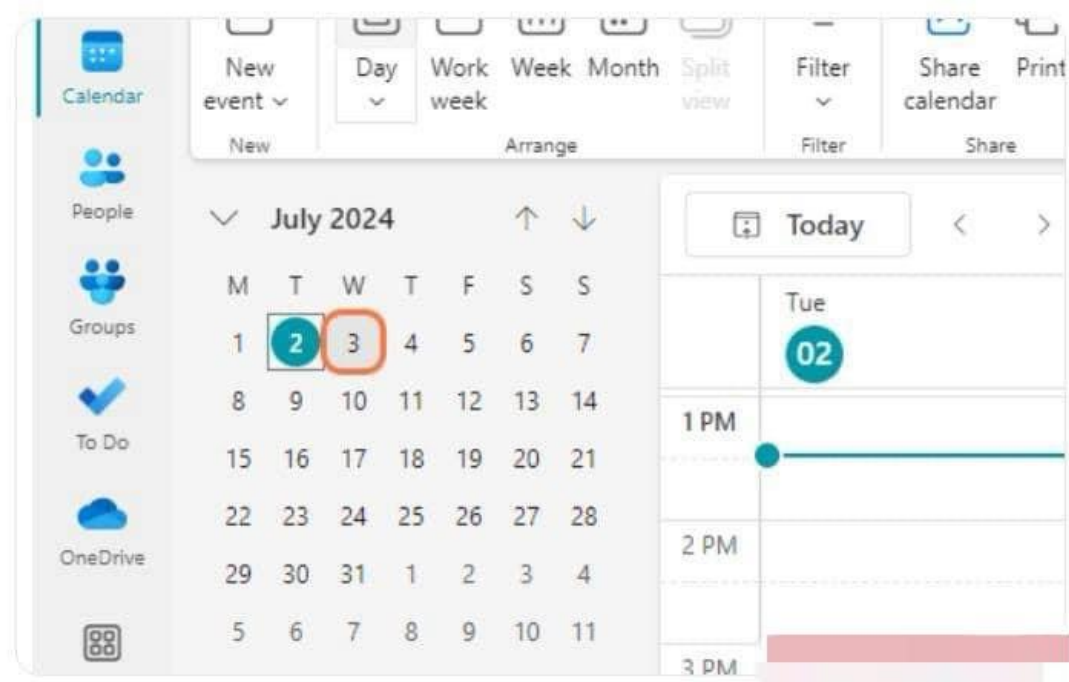 Calendar
People
Groups
To Do
OneDrive
New event
Day
Work week
Week
Month
Split view
Filter
Share calendar
Print
New
Arrange
Filter
Share
July 2024
M T W T F S S
1 2 3 4 5 6 7
8 9 10 11 12 13 14
15 16 17 18 19 20 21
22 23 24 25 26 27 28
29 30 31 1 2 3 4
5 6 7 8 9 10 11
Today
Tue
02
1 PM
2 PM
3 PM